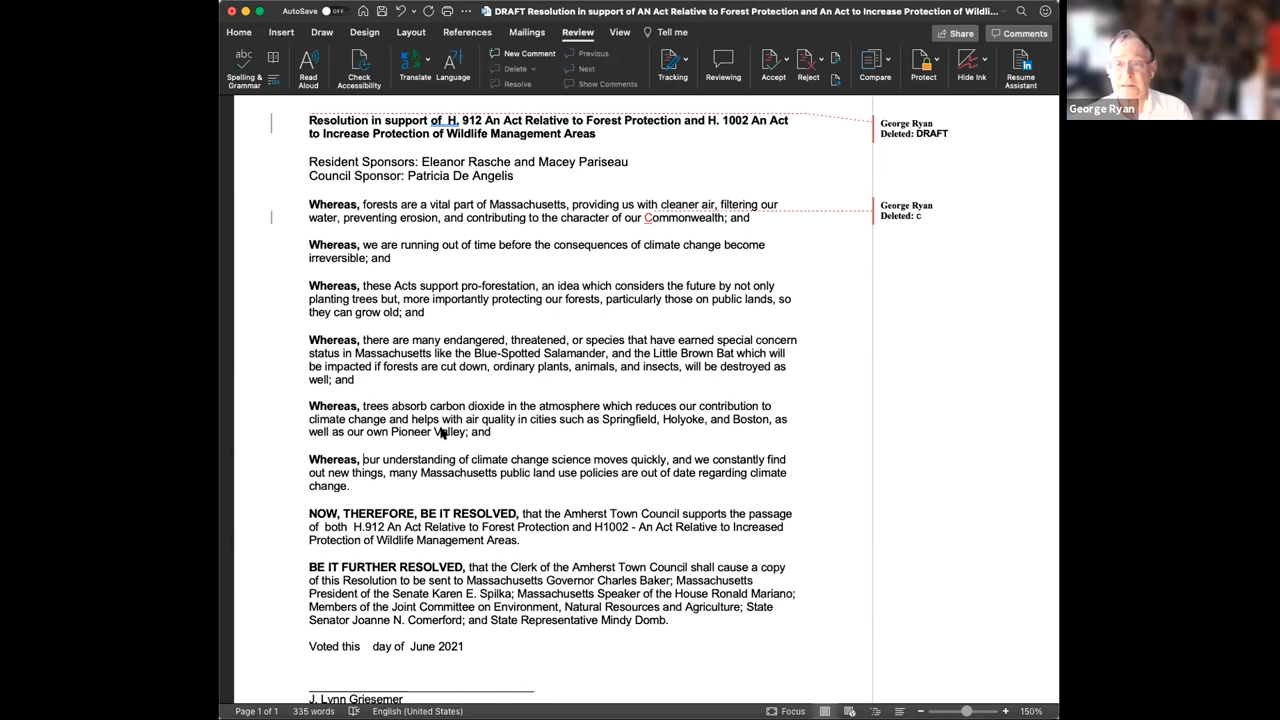 AutoSave OFF
DRAFT Resolution in support of AN Act Relative to Forest Protection and An Act to Increase Protection of Wildli...
Home Insert Draw Design Layout References Mailings Review View Tell me
Share Comments
Spelling & Grammar
Read Aloud
Check Accessibility
Translate
Language
New Comment
Delete
Resolve
Previous
Next
Show Comments
Tracking
Reviewing
Accept
Reject
Compare
Protect
Hide Ink
Resume Assistant
George Ryan
Resolution in support of H. 912 An Act Relative to Forest Protection and H. 1002 An Act
to Increase Protection of Wildlife Management Areas
George Ryan
Deleted: DRAFT
Resident Sponsors: Eleanor Rasche and Macey Pariseau
Council Sponsor: Patricia De Angelis
Whereas, forests are a vital part of Massachusetts, providing us with cleaner air, filtering our
water, preventing erosion, and contributing to the character of our Commonwealth; and
George Ryan
Deleted: c
Whereas, we are running out of time before the consequences of climate change become
irreversible; and
Whereas, these Acts support pro-forestation, an idea which considers the future by not only
planting trees but, more importantly protecting our forests, particularly those on public lands, so
they can grow old; and
Whereas, there are many endangered, threatened, or species that have earned special concern
status in Massachusetts like the Blue-Spotted Salamander, and the Little Brown Bat which will
be impacted if forests are cut down, ordinary plants, animals, and insects, will be destroyed as
well; and
Whereas, trees absorb carbon dioxide in the atmosphere which reduces our contribution to
climate change and helps with air quality in cities such as Springfield, Holyoke, and Boston, as
well as our own Pioneer Valley; and
Whereas, our understanding of climate change science moves quickly, and we constantly find
out new things, many Massachusetts public land use policies are out of date regarding climate
change.
NOW, THEREFORE, BE IT RESOLVED, that the Amherst Town Council supports the passage
of both H.912 An Act Relative to Forest Protection and H1002 - An Act Relative to Increased
Protection of Wildlife Management Areas.
BE IT FURTHER RESOLVED, that the Clerk of the Amherst Town Council shall cause a copy
of this Resolution to be sent to Massachusetts Governor Charles Baker; Massachusetts
President of the Senate Karen E. Spilka; Massachusetts Speaker of the House Ronald Mariano;
Members of the Joint Committee on Environment, Natural Resources and Agriculture; State
Senator Joanne N. Comerford; and State Representative Mindy Domb.
Voted this day of June 2021
J. Lynn Griesemer
Page 1 of 1 335 words English (United States) Focus 150%